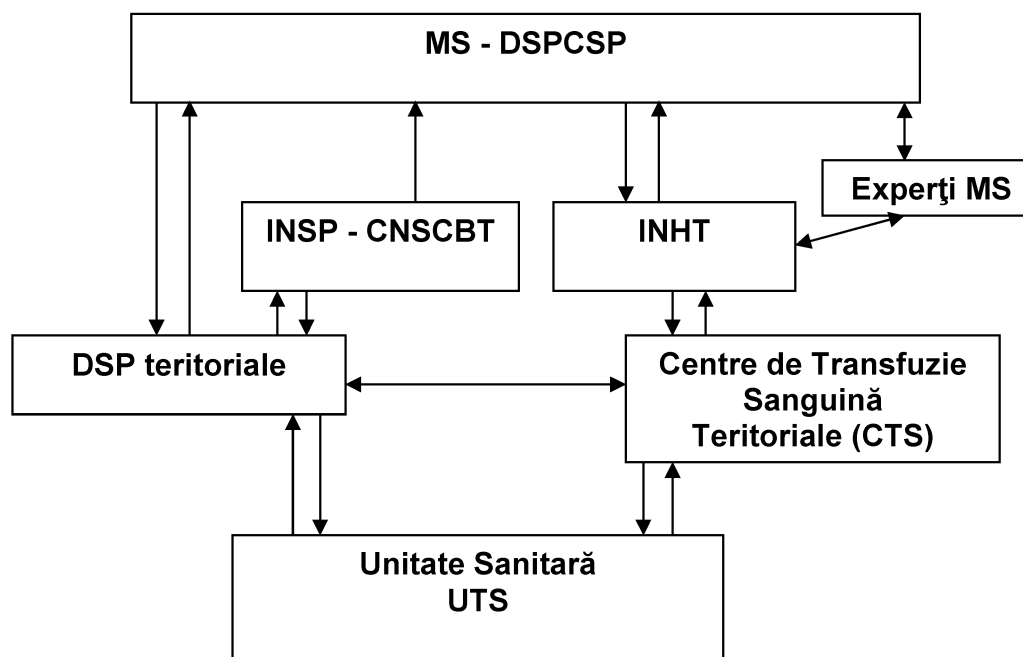 MS - DSPCSP
Experţi MS
INSP - CNSCBT
INHT
DSP teritoriale
Centre de Transfuzie
Sanguină
Teritoriale (CTS)
Unitate Sanitară
UTS